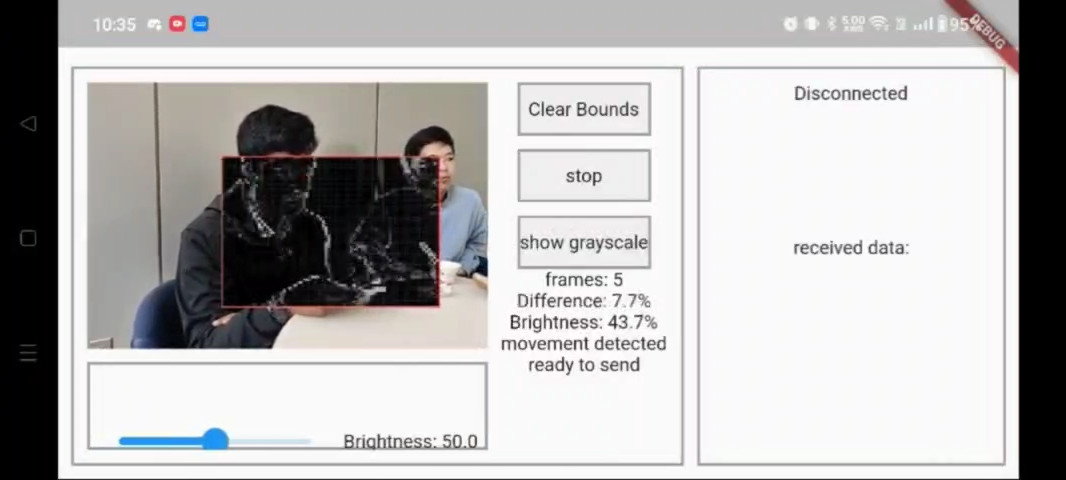 10:35
5.00
95%
DEBUG
Clear Bounds
stop
show grayscale
frames: 5
Difference: 7.7%
Brightness: 43.7%
movement detected
ready to send
Brightness: 50.0
Disconnected
received data: